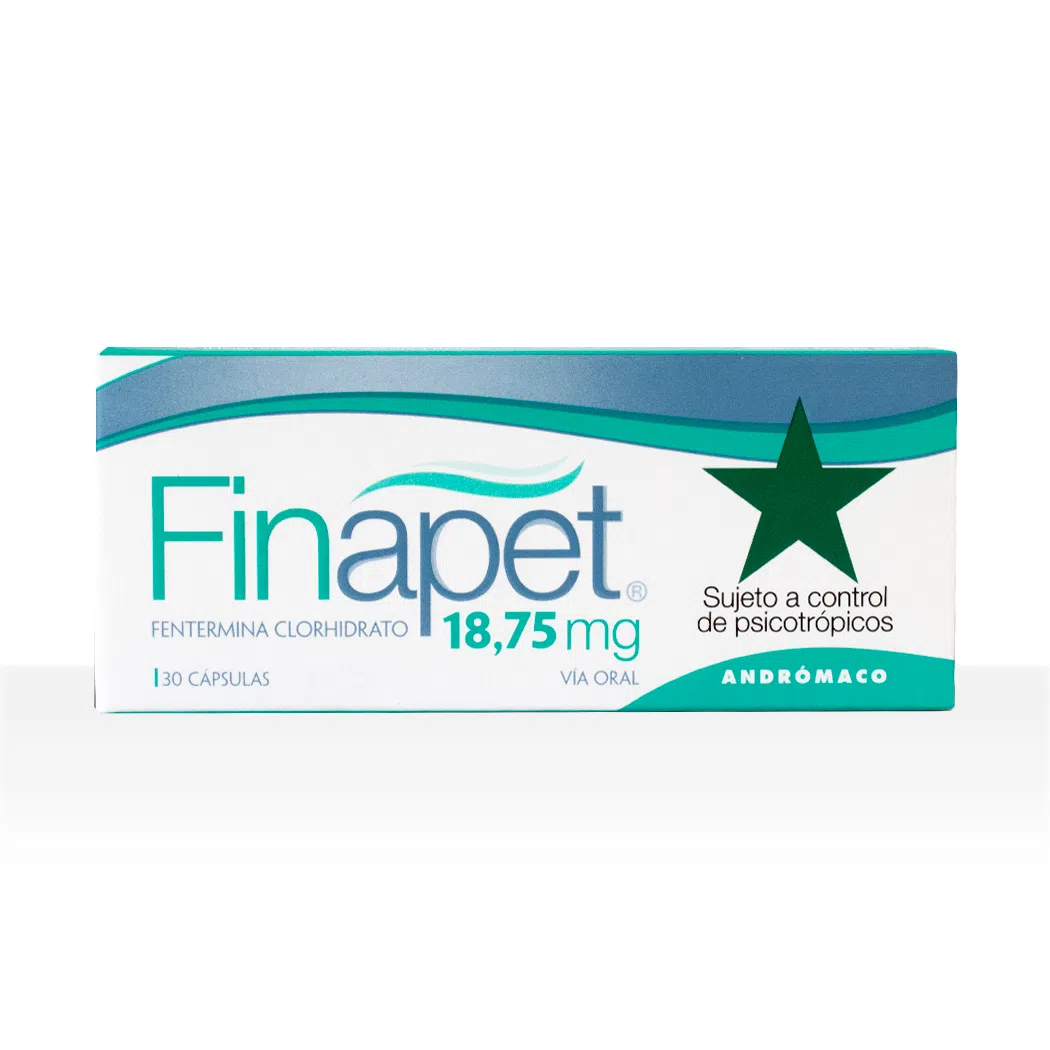 Finapet®
FENTERMINA CLORHIDRATO 18,75 mg
30 CÁPSULAS VÍA ORAL
Sujeto a control
de psicotrópicos
ANDRÓMACO